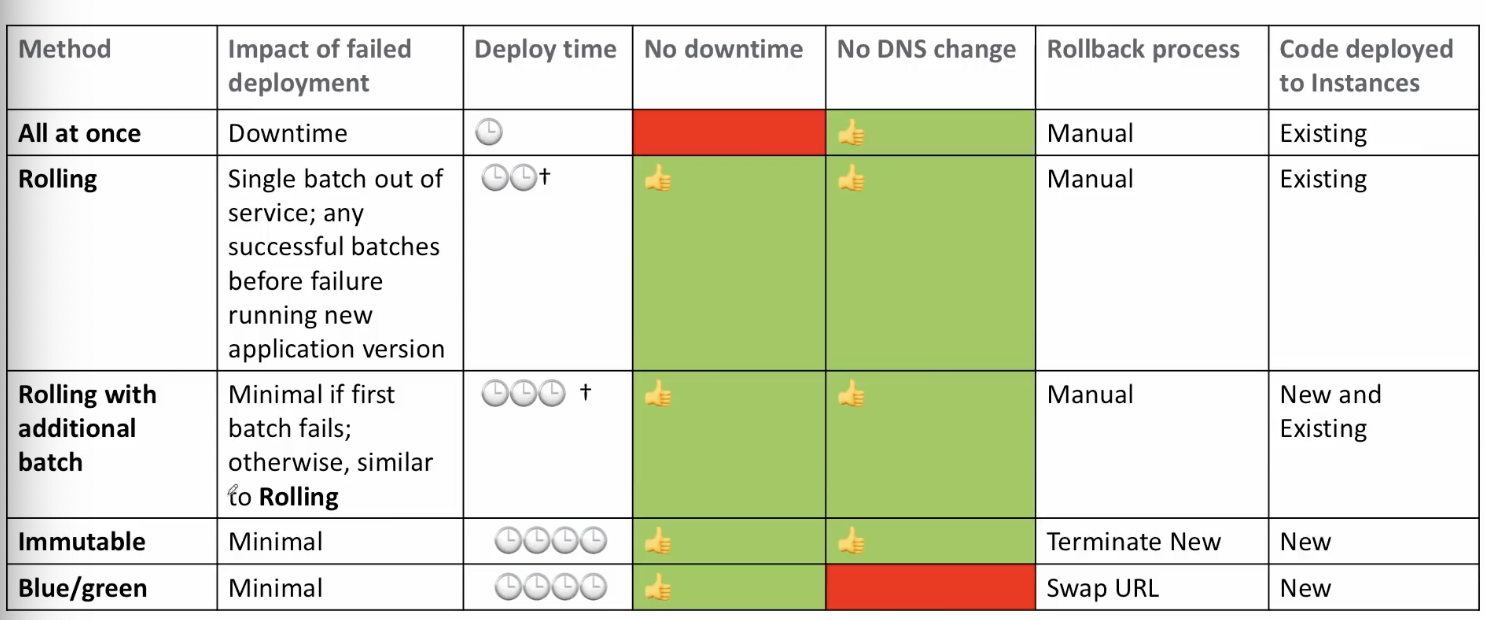 Method
Impact of failed
deployment
Deploy time
No downtime
No DNS change
Rollback process
Code deployed
to Instances
All at once
Downtime
Manual
Existing
Rolling
Single batch out of
service; any
successful batches
before failure
running new
application version
†
Manual
Existing
Rolling with
additional
batch
Minimal if first
batch fails;
otherwise, similar
to Rolling
†
Manual
New and
Existing
Immutable
Minimal
Terminate New
New
Blue/green
Minimal
Swap URL
New